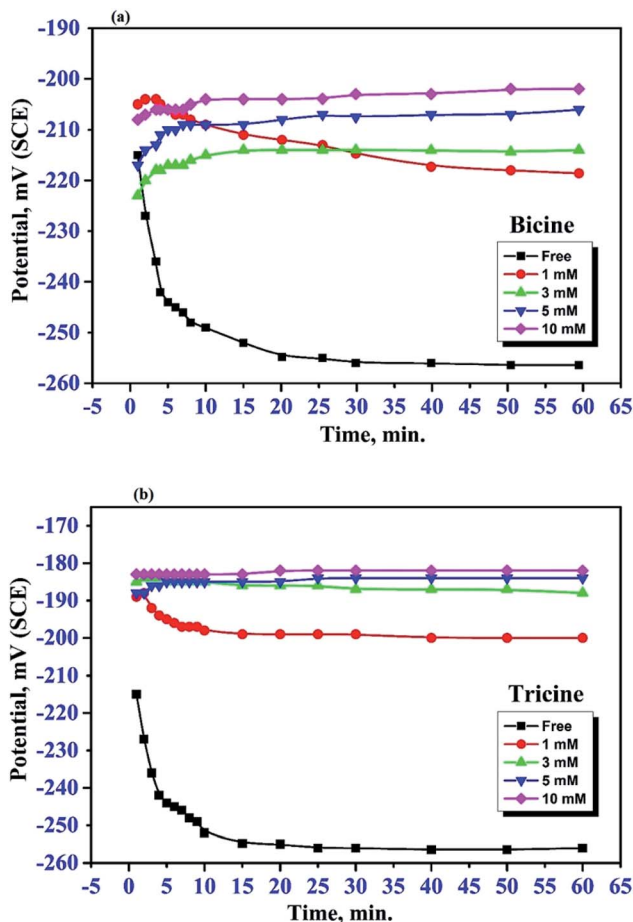 (a)
-190
-200
-210
-220
-230
-240
-250
-260
Potential, mV (SCE)
Bicine
Free
1 mM
3 mM
5 mM
10 mM
-5 0 5 10 15 20 25 30 35 40 45 50 55 60 65
Time, min.
(b)
-170
-180
-190
-200
-210
-220
-230
-240
-250
-260
Potential, mV (SCE)
Tricine
Free
1 mM
3 mM
5 mM
10 mM
-5 0 5 10 15 20 25 30 35 40 45 50 55 60 65
Time, min.